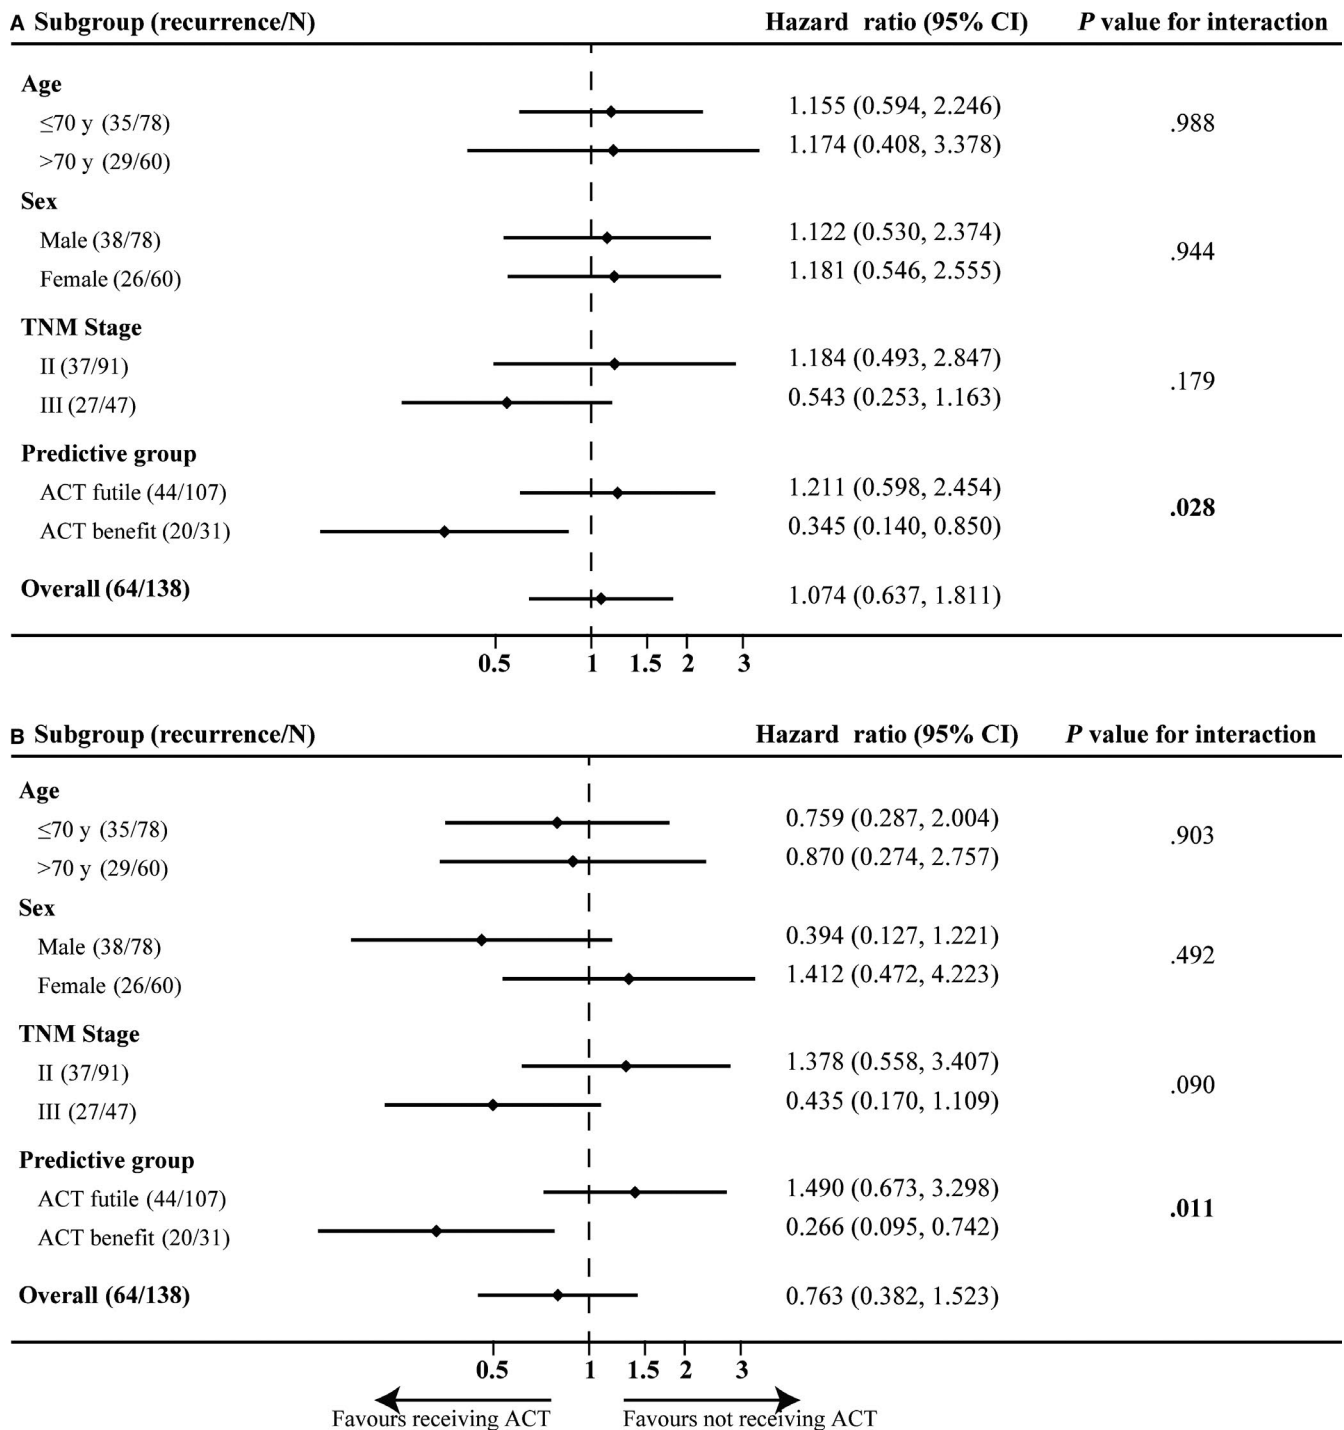 A Subgroup (recurrence/N) Hazard ratio (95% CI) P value for interaction
Age
≤70 y (35/78) 1.155 (0.594, 2.246) .988
>70 y (29/60) 1.174 (0.408, 3.378)
Sex
Male (38/78) 1.122 (0.530, 2.374) .944
Female (26/60) 1.181 (0.546, 2.555)
TNM Stage
II (37/91) 1.184 (0.493, 2.847) .179
III (27/47) 0.543 (0.253, 1.163)
Predictive group
ACT futile (44/107) 1.211 (0.598, 2.454) .028
ACT benefit (20/31) 0.345 (0.140, 0.850)
Overall (64/138) 1.074 (0.637, 1.811)
0.5 1 1.5 2 3
B Subgroup (recurrence/N) Hazard ratio (95% CI) P value for interaction
Age
≤70 y (35/78) 0.759 (0.287, 2.004) .903
>70 y (29/60) 0.870 (0.274, 2.757)
Sex
Male (38/78) 0.394 (0.127, 1.221) .492
Female (26/60) 1.412 (0.472, 4.223)
TNM Stage
II (37/91) 1.378 (0.558, 3.407) .090
III (27/47) 0.435 (0.170, 1.109)
Predictive group
ACT futile (44/107) 1.490 (0.673, 3.298) .011
ACT benefit (20/31) 0.266 (0.095, 0.742)
Overall (64/138) 0.763 (0.382, 1.523)
0.5 1 1.5 2 3
Favours receiving ACT Favours not receiving ACT